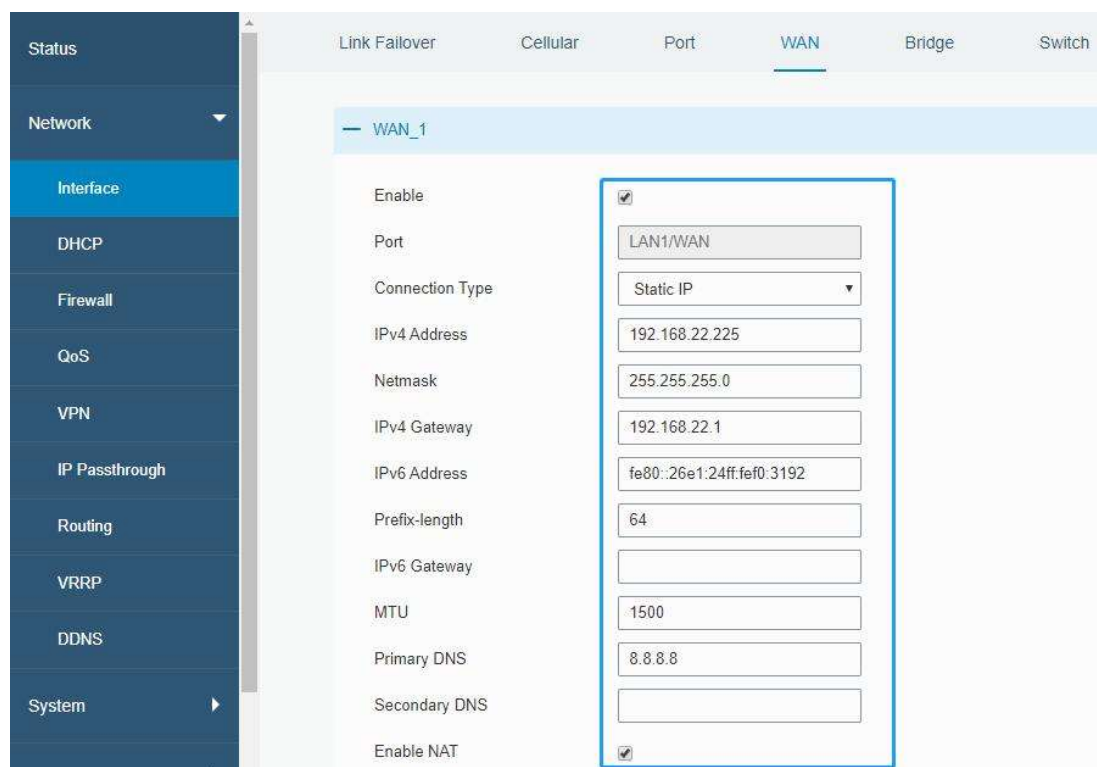 Status
Network
Interface
DHCP
Firewall
QoS
VPN
IP Passthrough
Routing
VRRP
DDNS
System
Link Failover Cellular Port WAN Bridge Switch
WAN_1
Enable
Port LAN1/WAN
Connection Type Static IP
IPv4 Address 192.168.22.225
Netmask 255.255.255.0
IPv4 Gateway 192.168.22.1
IPv6 Address fe80::26e1:24ff:fef0:3192
Prefix-length 64
IPv6 Gateway
MTU 1500
Primary DNS 8.8.8.8
Secondary DNS
Enable NAT